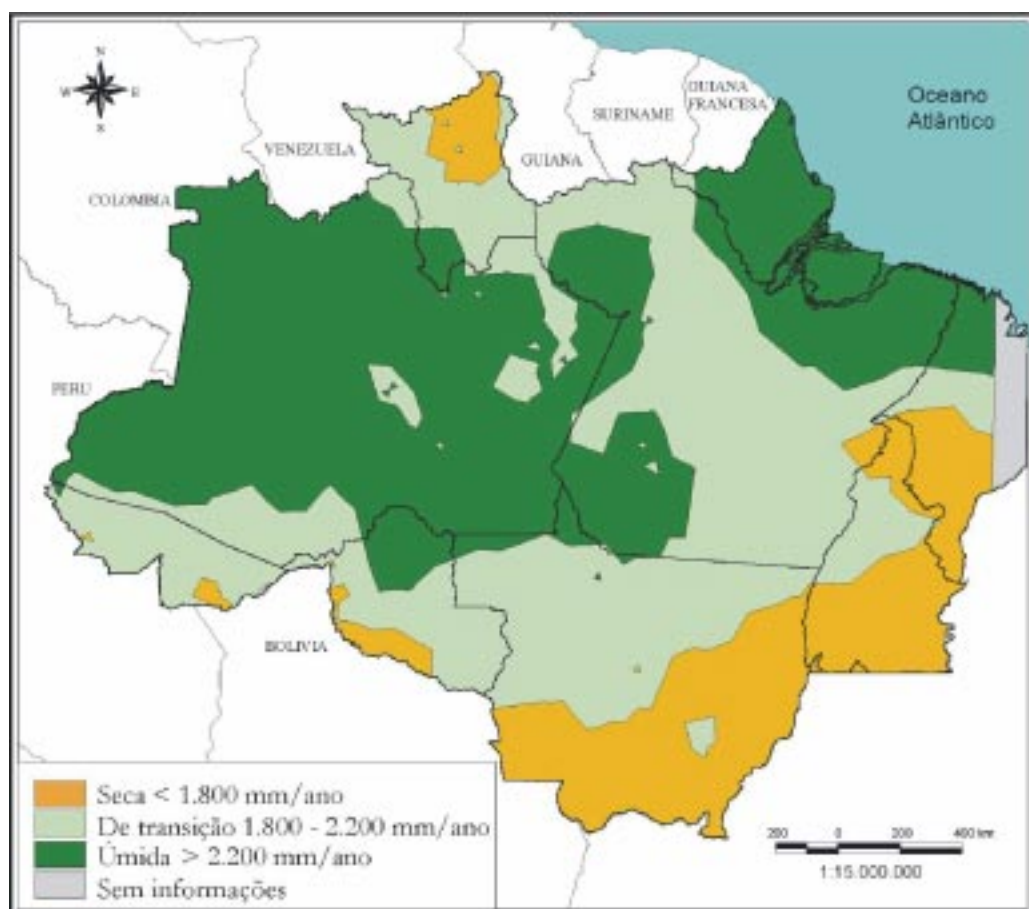 N
W E
S
VENEZUELA
COLOMBIA
GUIANA
SURINAME
GUIANA
FRANCESA
Oceano
Atlântico
PERU
BOLIVIA
Seca < 1.800 mm/ano
De transição 1.800 - 2.200 mm/ano
Úmida > 2.200 mm/ano
Sem informações
200 0 200 400 km
1:15.000.000